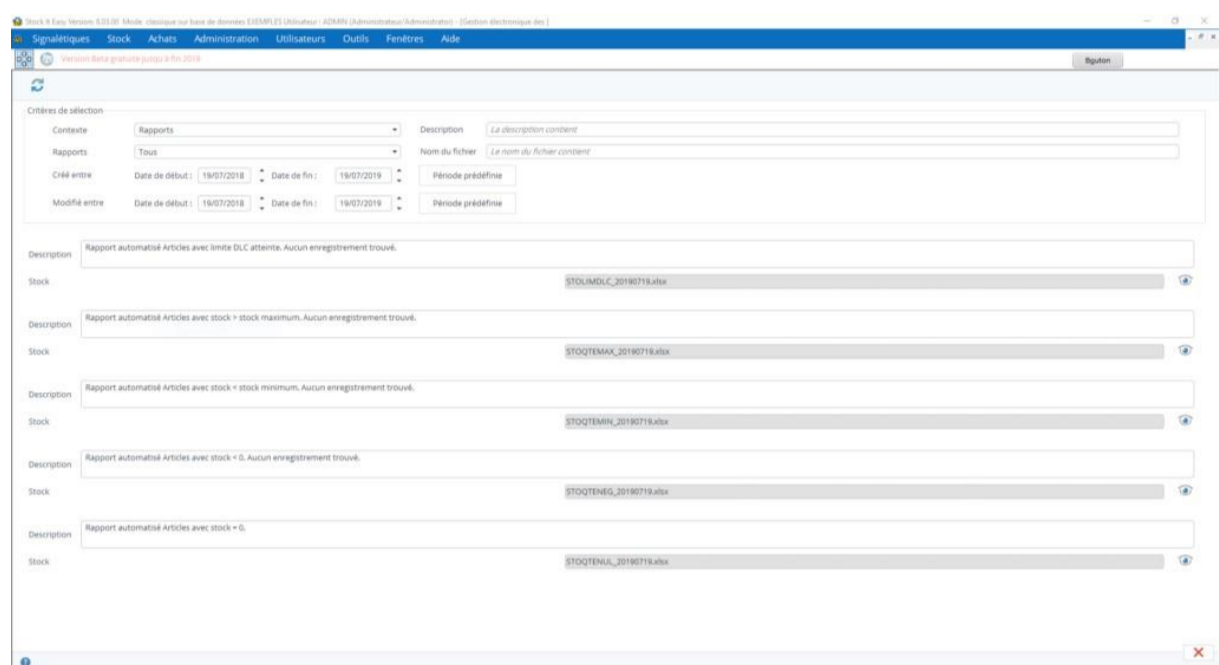 Stock It Easy Version: 8.03.0F Mode classique sur base de données EXEMPLES Utilisateur : ADMIN (Administrateur/Administrator) - [Gestion électronique des ]
Signalétiques Stock Achats Administration Utilisateurs Outils Fenêtres Aide
Version Beta gratuite jusqu'à fin 2019 Bguton
Critères de sélection
Contexte Rapports Description La description contient
Rapports Tous Nom du fichier Le nom du fichier contient
Créé entre Date de début : 19/07/2018 Date de fin : 19/07/2019 Période prédéfinie
Modifié entre Date de début : 19/07/2018 Date de fin : 19/07/2019 Période prédéfinie
Description Rapport automatisé Articles avec limite DLC atteinte. Aucun enregistrement trouvé.
Stock STOLIMDLC_20190719.xlsx
Description Rapport automatisé Articles avec stock > stock maximum. Aucun enregistrement trouvé.
Stock STOQTEMAX_20190719.xlsx
Description Rapport automatisé Articles avec stock < stock minimum. Aucun enregistrement trouvé.
Stock STOQTEMIN_20190719.xlsx
Description Rapport automatisé Articles avec stock < 0. Aucun enregistrement trouvé.
Stock STOQTENEG_20190719.xlsx
Description Rapport automatisé Articles avec stock = 0.
Stock STOQTENUL_20190719.xlsx